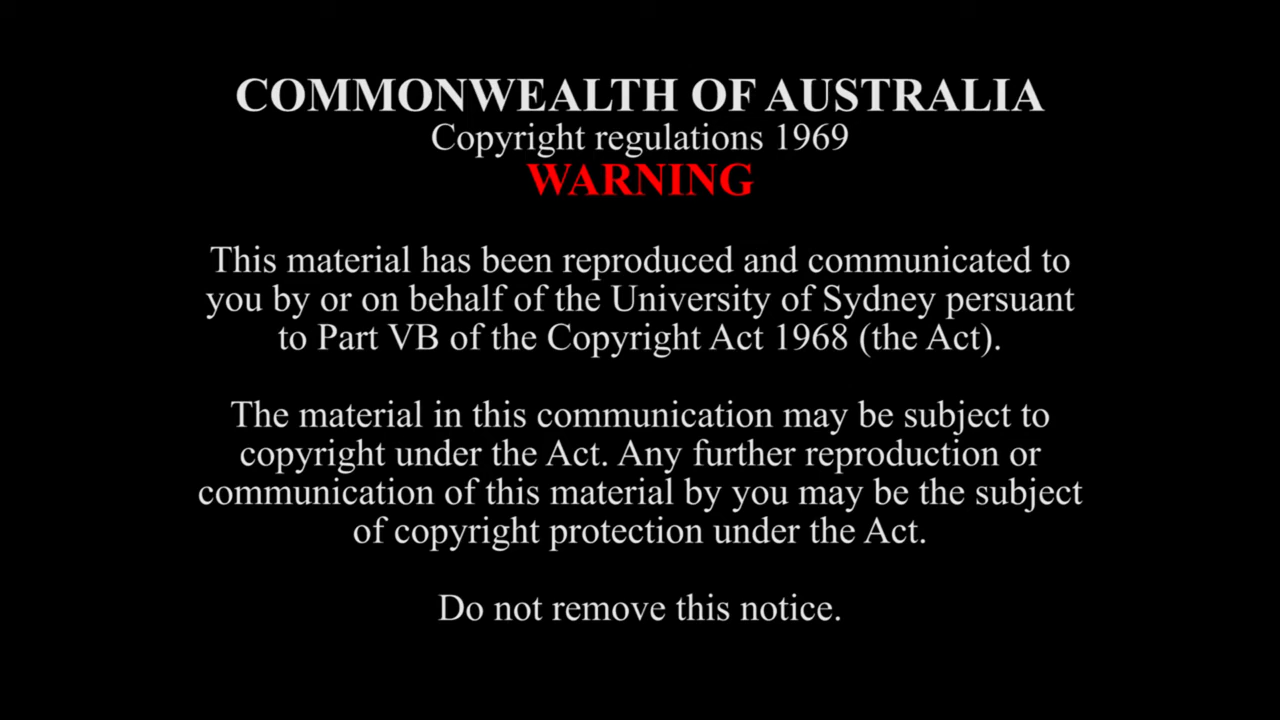 COMMONWEALTH OF AUSTRALIA
Copyright regulations 1969
WARNING
This material has been reproduced and communicated to
you by or on behalf of the University of Sydney persuant
to Part VB of the Copyright Act 1968 (the Act).
The material in this communication may be subject to
copyright under the Act. Any further reproduction or
communication of this material by you may be the subject
of copyright protection under the Act.
Do not remove this notice.